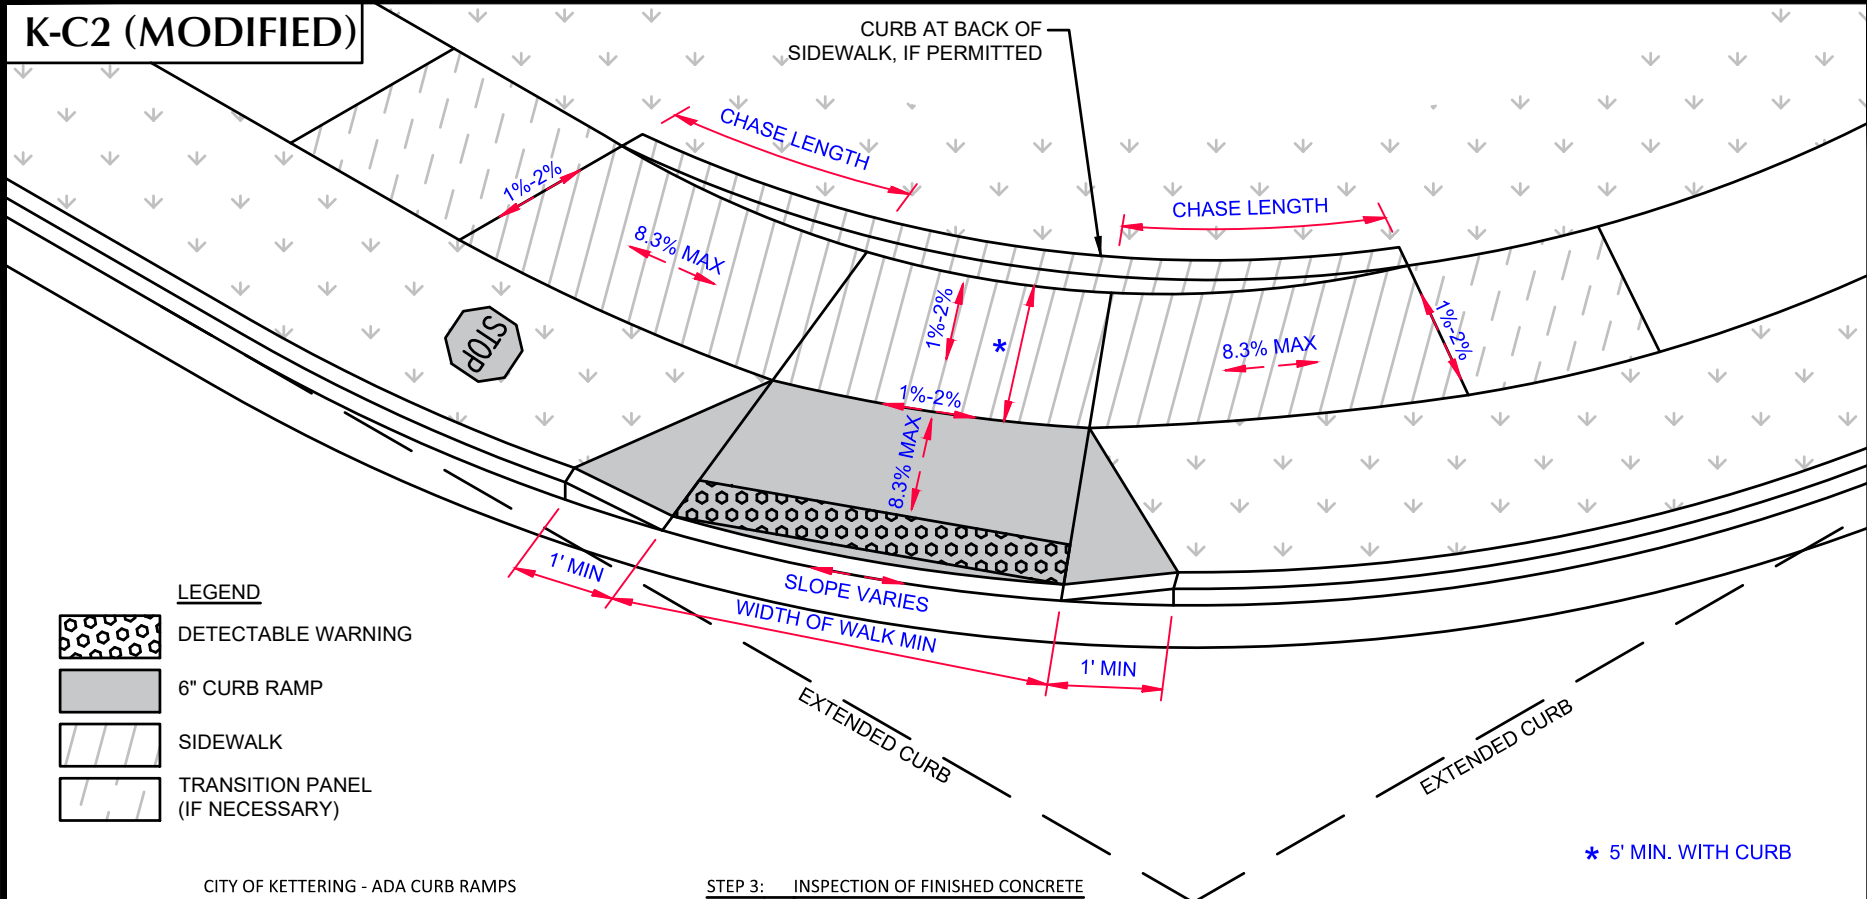 K-C2 (MODIFIED)
CURB AT BACK OF
SIDEWALK, IF PERMITTED
CHASE LENGTH
CHASE LENGTH
1%-2%
8.3% MAX
1%-2%
*
8.3% MAX
1%-2%
1%-2%
8.3% MAX
STOP
1' MIN
SLOPE VARIES
WIDTH OF WALK MIN
1' MIN
EXTENDED CURB
EXTENDED CURB
LEGEND
DETECTABLE WARNING
6" CURB RAMP
SIDEWALK
TRANSITION PANEL
(IF NECESSARY)
* 5' MIN. WITH CURB
CITY OF KETTERING - ADA CURB RAMPS
STEP 3: INSPECTION OF FINISHED CONCRETE